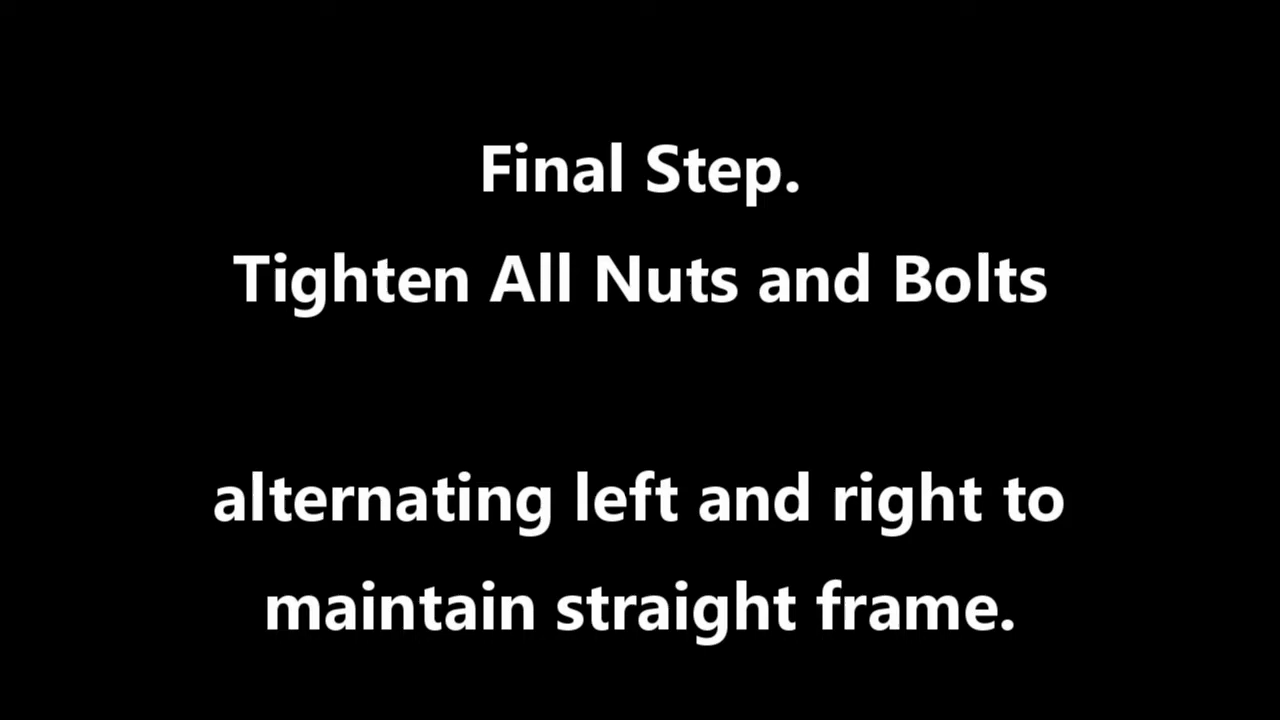 Final Step.
Tighten All Nuts and Bolts
alternating left and right to
maintain straight frame.